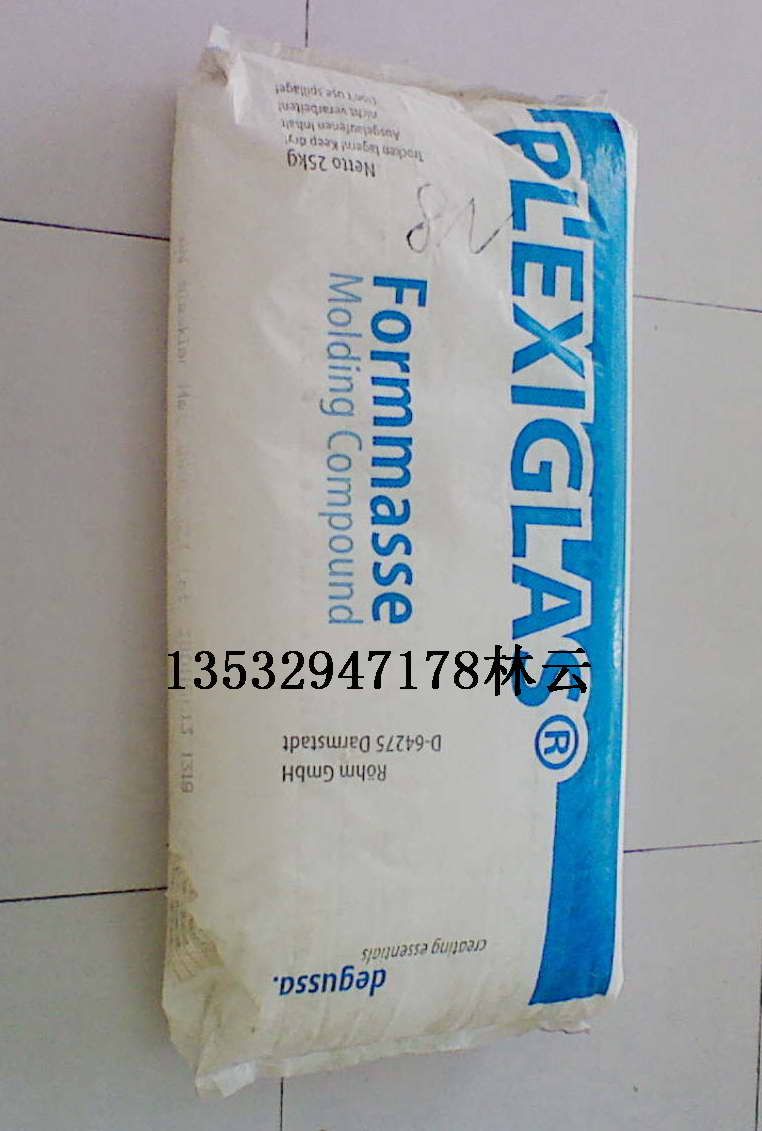 PLEXIGLAS®
Formmasse
Molding Compound
Netto 25kg
Trocken lagern! Keep dry!
Ausgelaufenen Inhalt
nicht verarbeiten!
Don't use spillage!
13532947178林云
Röhm GmbH
D-64275 Darmstadt
degussa.
creating essentials